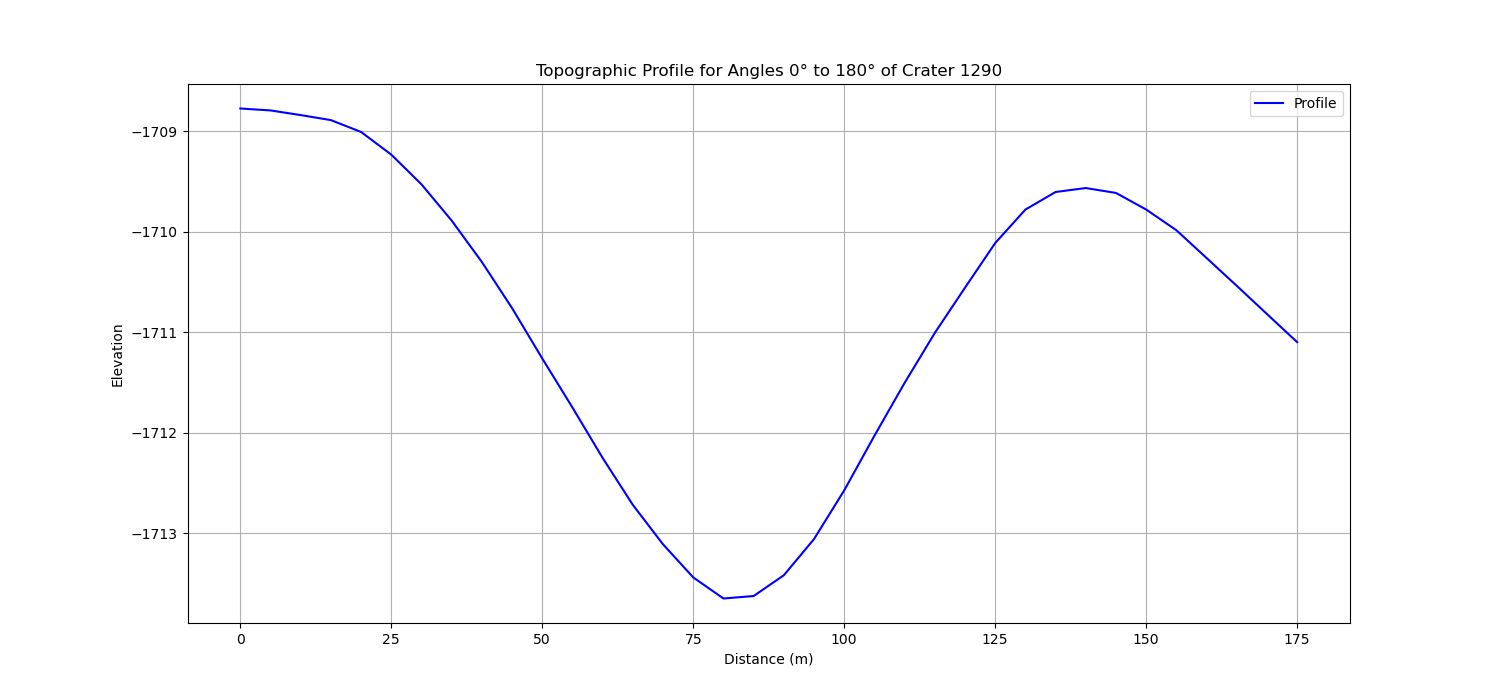 Topographic Profile for Angles 0° to 180° of Crater 1290
Profile
Elevation
−1709
−1710
−1711
−1712
−1713
0 25 50 75 100 125 150 175
Distance (m)